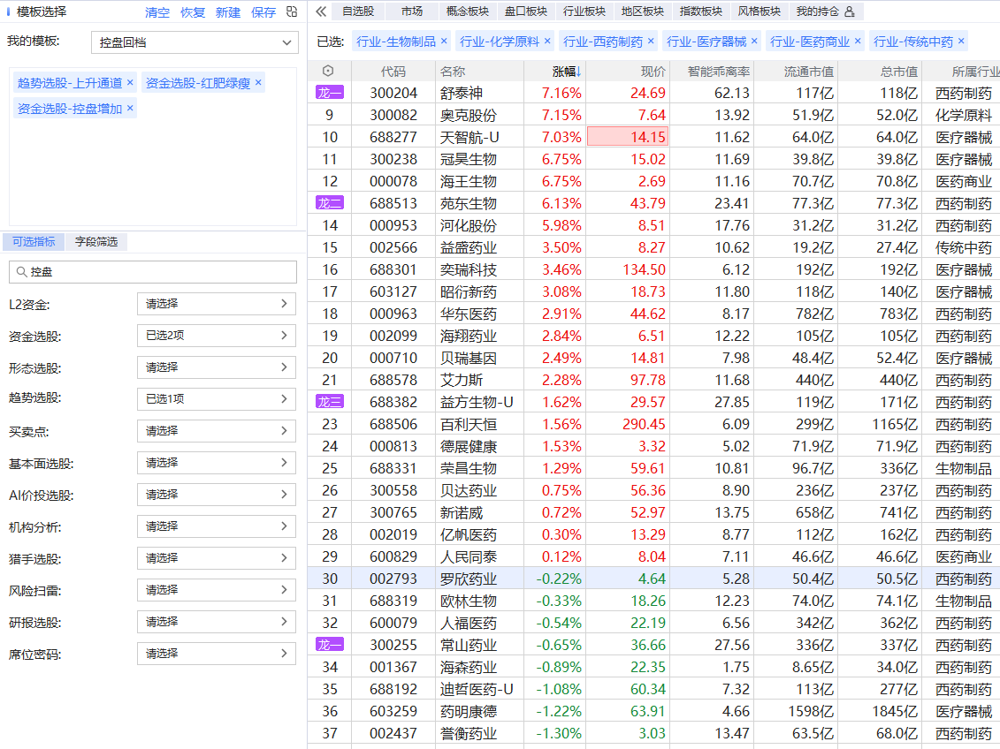 模板选择 清空 恢复 新建 保存
我的模板: 控盘回档
趋势选股-上升通道 × 资金选股-红肥绿瘦 ×
资金选股-控盘增加 ×
可选指标 字段筛选
控盘
L2资金: 请选择
资金选股: 已选2项
形态选股: 请选择
趋势选股: 已选1项
买卖点: 请选择
基本面选股: 请选择
AI价投选股: 请选择
机构分析: 请选择
猎手选股: 请选择
风险扫雷: 请选择
研报选股: 请选择
席位密码: 请选择
自选股 市场 概念板块 盘口板块 行业板块 地区板块 指数板块 风格板块 我的持仓
已选: 行业-生物制品 × 行业-化学原料 × 行业-西药制药 × 行业-医疗器械 × 行业-医药商业 × 行业-传统中药 ×
代码 名称 涨幅↓ 现价 智能乖离率 流通市值 总市值 所属行业
龙一 300204 舒泰神 7.16% 24.69 62.13 117亿 118亿 西药制药
9 300082 奥克股份 7.15% 7.64 13.92 51.9亿 52.0亿 化学原料
10 688277 天智航-U 7.03% 14.15 11.62 64.0亿 64.0亿 医疗器械
11 300238 冠昊生物 6.75% 15.02 11.69 39.8亿 39.8亿 医疗器械
12 000078 海王生物 6.75% 2.69 11.16 70.7亿 70.8亿 医药商业
龙二 688513 苑东生物 6.13% 43.79 23.41 77.3亿 77.3亿 西药制药
14 000953 河化股份 5.98% 8.51 17.76 31.2亿 31.2亿 西药制药
15 002566 益盛药业 3.50% 8.27 10.62 19.2亿 27.4亿 传统中药
16 688301 奕瑞科技 3.46% 134.50 6.12 192亿 192亿 医疗器械
17 603127 昭衍新药 3.08% 18.73 11.80 118亿 140亿 医疗器械
18 000963 华东医药 2.91% 44.62 8.17 782亿 783亿 西药制药
19 002099 海翔药业 2.84% 6.51 12.22 105亿 105亿 西药制药
20 000710 贝瑞基因 2.49% 14.81 7.98 48.4亿 52.4亿 医疗器械
21 688578 艾力斯 2.28% 97.78 11.68 440亿 440亿 西药制药
龙三 688382 益方生物-U 1.62% 29.57 27.85 119亿 171亿 西药制药
23 688506 百利天恒 1.56% 290.45 6.09 299亿 1165亿 西药制药
24 000813 德展健康 1.53% 3.32 5.02 71.9亿 71.9亿 西药制药
25 688331 荣昌生物 1.29% 59.61 10.81 96.7亿 336亿 生物制品
26 300558 贝达药业 0.75% 56.36 8.90 236亿 237亿 西药制药
27 300765 新诺威 0.72% 52.97 13.75 658亿 741亿 西药制药
28 002019 亿帆医药 0.30% 13.29 8.77 112亿 162亿 西药制药
29 600829 人民同泰 0.12% 8.04 7.11 46.6亿 46.6亿 医药商业
30 002793 罗欣药业 -0.22% 4.64 5.28 50.4亿 50.5亿 西药制药
31 688319 欧林生物 -0.33% 18.26 12.23 74.0亿 74.1亿 生物制品
32 600079 人福医药 -0.54% 22.19 6.56 342亿 362亿 西药制药
龙一 300255 常山药业 -0.65% 36.66 27.56 336亿 337亿 西药制药
34 001367 海森药业 -0.89% 22.35 1.75 8.65亿 34.0亿 西药制药
35 688192 迪哲医药-U -1.08% 60.34 7.32 113亿 277亿 西药制药
36 603259 药明康德 -1.22% 63.91 4.66 1598亿 1845亿 医疗器械
37 002437 誉衡药业 -1.30% 3.03 13.47 63.5亿 68.0亿 西药制药